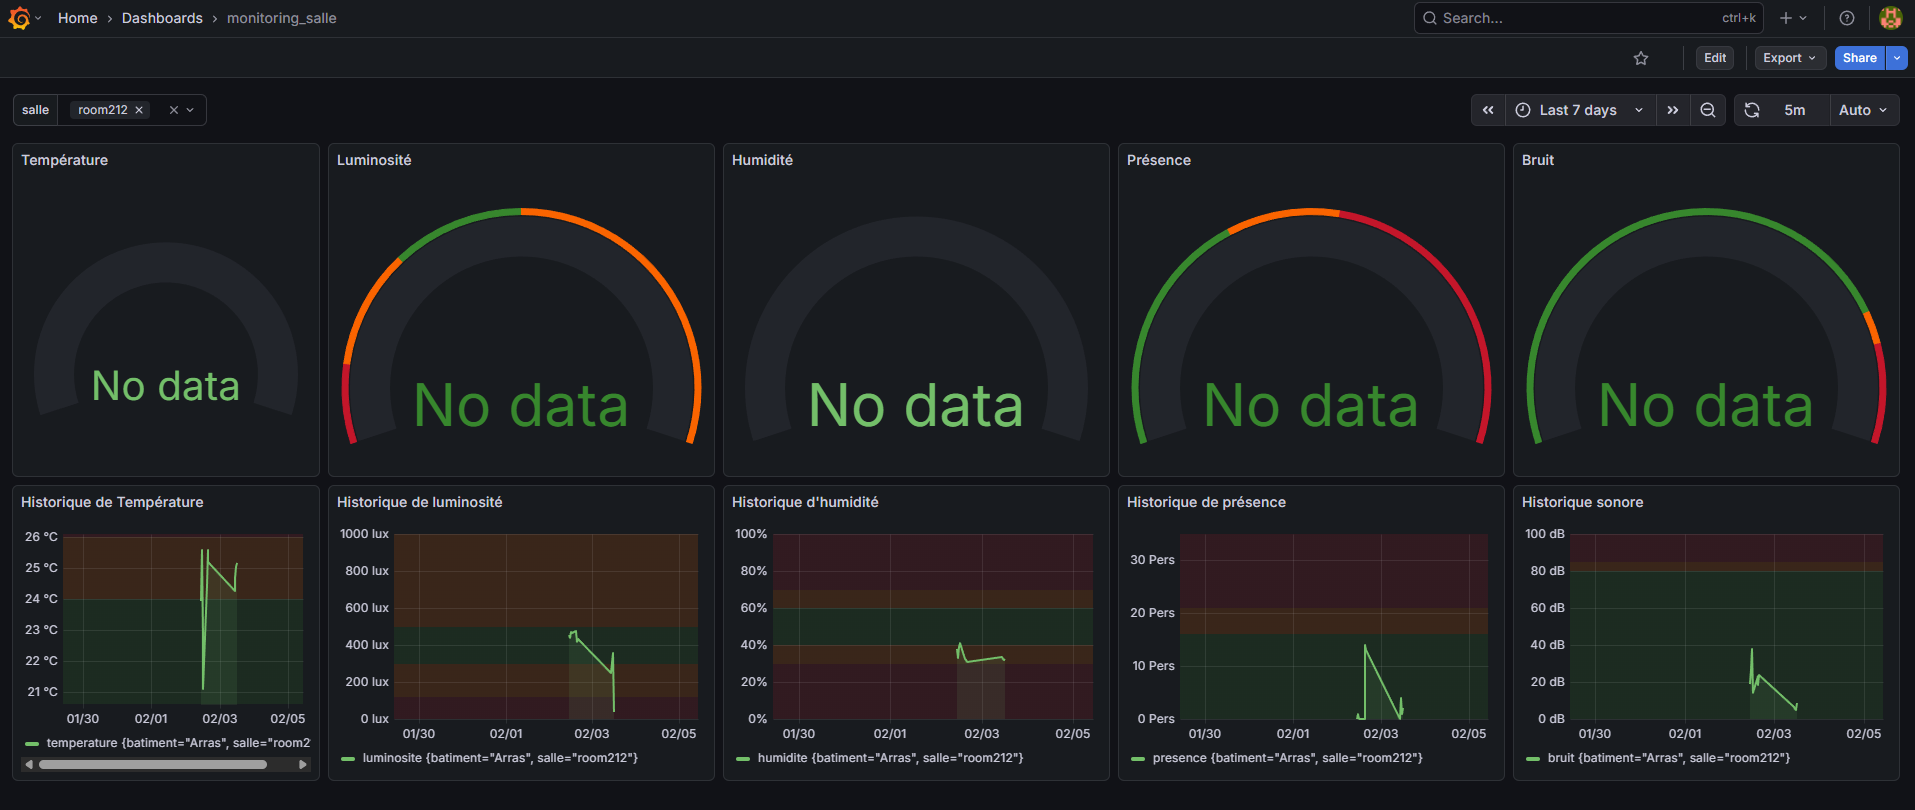 Home › Dashboards › monitoring_salle
Search... ctrl+k
Edit Export Share
salle room212
Last 7 days 5m Auto
Température
No data
Luminosité
No data
Humidité
No data
Présence
No data
Bruit
No data
Historique de Température
26 °C
25 °C
24 °C
23 °C
22 °C
21 °C
01/30 02/01 02/03 02/05
temperature {batiment="Arras", salle="room2
Historique de luminosité
1000 lux
800 lux
600 lux
400 lux
200 lux
0 lux
01/30 02/01 02/03 02/05
luminosite {batiment="Arras", salle="room212"}
Historique d'humidité
100%
80%
60%
40%
20%
0%
01/30 02/01 02/03 02/05
humidite {batiment="Arras", salle="room212"}
Historique de présence
30 Pers
20 Pers
10 Pers
0 Pers
01/30 02/01 02/03 02/05
presence {batiment="Arras", salle="room212"}
Historique sonore
100 dB
80 dB
60 dB
40 dB
20 dB
0 dB
01/30 02/01 02/03 02/05
bruit {batiment="Arras", salle="room212"}